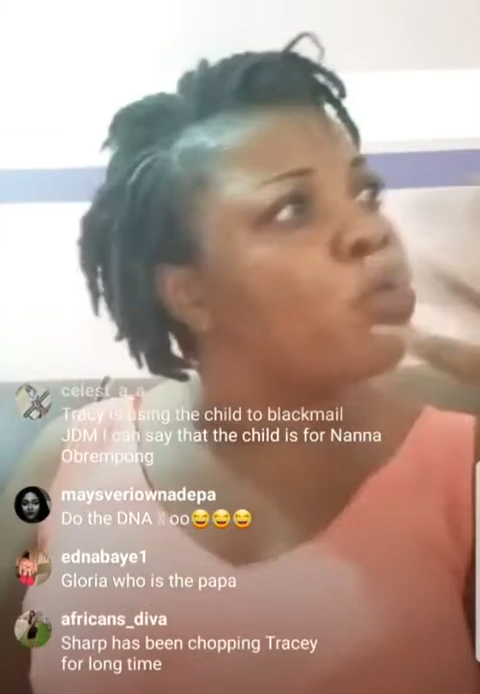 celest_a_a
Tracy is using the child to blackmail
JDM I can say that the child is for Nanna
Obrempong
maysveriownadepa
Do the DNA oo😂😂😂
ednabaye1
Gloria who is the papa
africans_diva
Sharp has been chopping Tracey
for long time